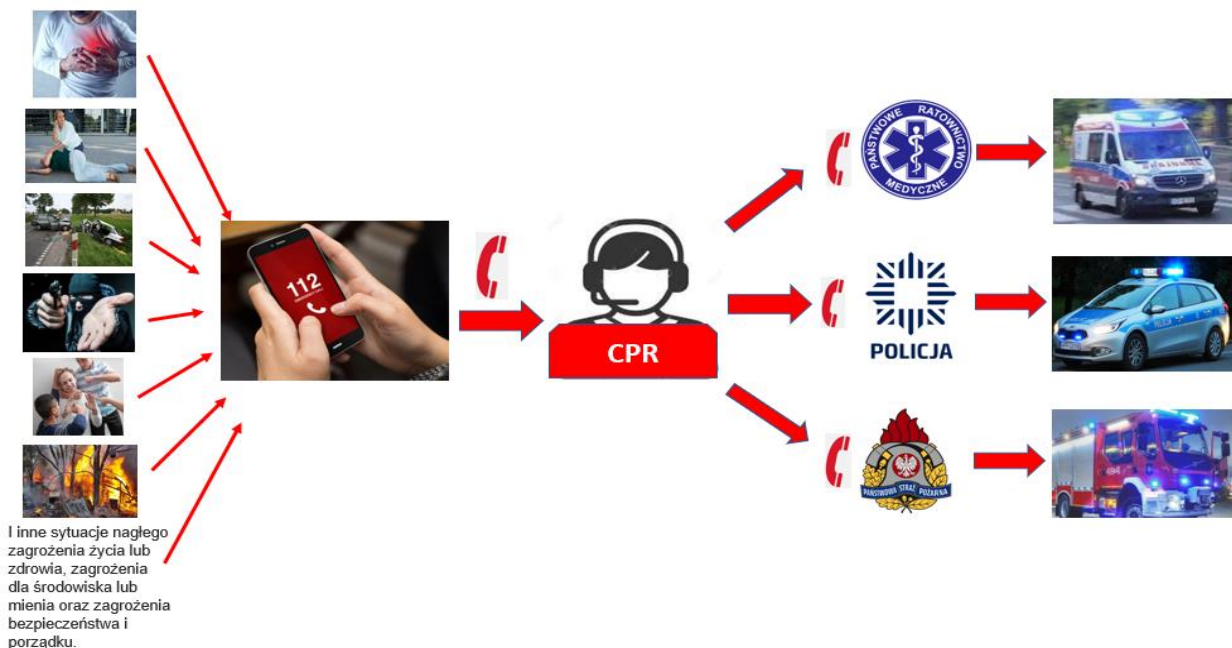 I inne sytuacje nagłego
zagrożenia życia lub
zdrowia, zagrożenia
dla środowiska lub
mienia oraz zagrożenia
bezpieczeństwa i
porządku.
112
CPR
PAŃSTWOWE RATOWNICTWO
MEDYCZNE
POLICJA
POLICJA
PAŃSTWOWA STRAŻ POŻARNA